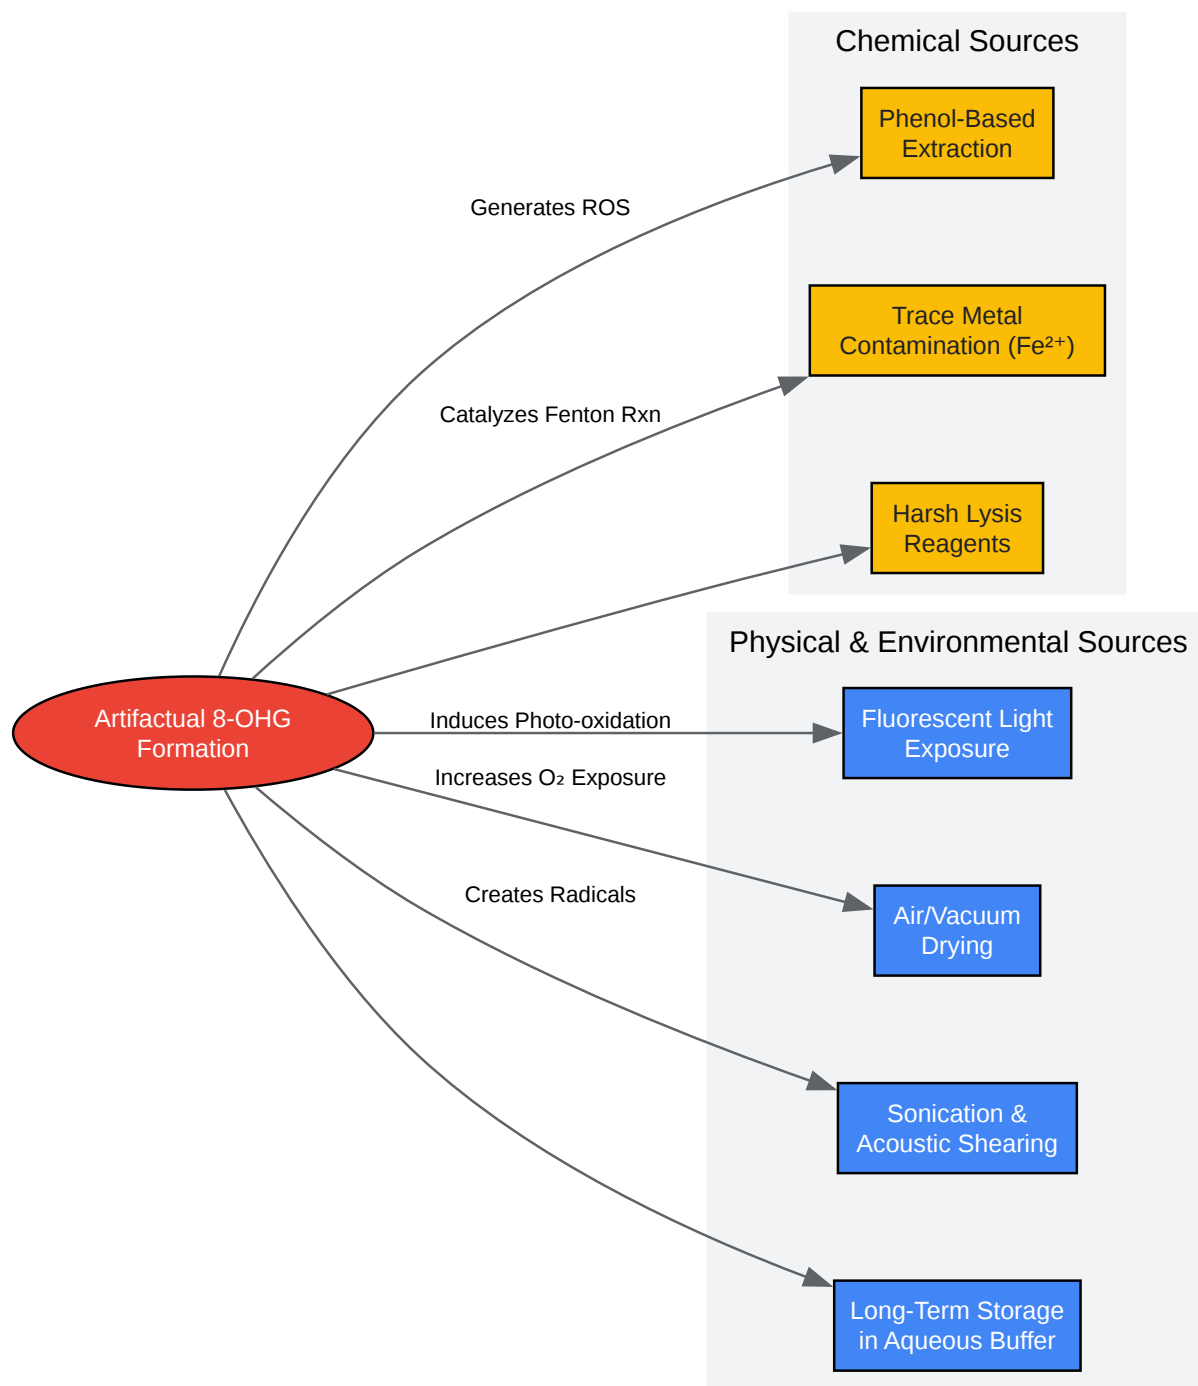 Chemical Sources
Phenol-Based
Extraction
Generates ROS
Trace Metal
Contamination (Fe²⁺)
Catalyzes Fenton Rxn
Harsh Lysis
Reagents
Physical & Environmental Sources
Artifactual 8-OHG
Formation
Induces Photo-oxidation
Fluorescent Light
Exposure
Increases O₂ Exposure
Air/Vacuum
Drying
Creates Radicals
Sonication &
Acoustic Shearing
Long-Term Storage
in Aqueous Buffer